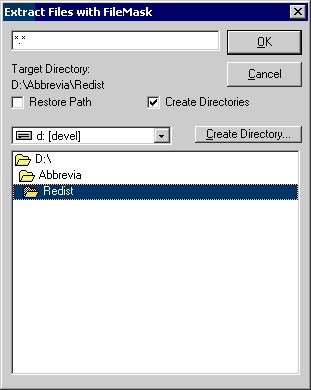 Extract Files with FileMask
*.*
OK
Target Directory:
D:\Abbrevia\Redist
Cancel
Restore Path
Create Directories
d: [devel]
Create Directory...
D:\
Abbrevia
Redist